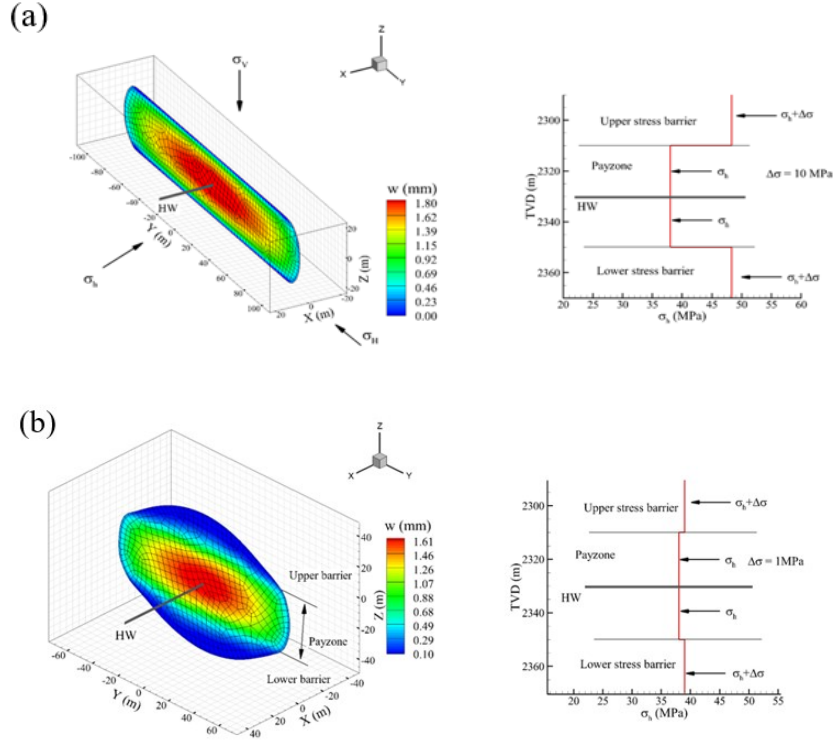 (a)
σV
Z
X
Y
w (mm)
1.80
1.60
1.39
1.15
0.92
0.69
0.46
0.23
0.00
HW
-100
-80
-60
-40
-20
0
20
40
60
80
100
Y (m)
20
0
-20
X (m)
20
0
-20
Z (m)
σh
σH
TVD (m)
2310
2320
2330
2340
2360
Upper stress barrier
σh+Δσ
Payzone
σh
Δσ = 10 MPa
HW
σh
Lower stress barrier
σh+Δσ
20 25 30 35 40 45 50 55 60
σh (MPa)
(b)
Z
X
Y
w (mm)
1.61
1.46
1.26
1.07
0.88
0.68
0.49
0.29
0.10
Upper barrier
Payzone
Lower barrier
HW
-60
-40
-20
0
20
40
60
Y (m)
40
20
0
-20
-40
X (m)
40
20
0
-20
-40
Z (m)
TVD (m)
2300
2320
2330
2340
2360
Upper stress barrier
σh+Δσ
Payzone
σh
Δσ = 1MPa
HW
σh
Lower stress barrier
σh+Δσ
20 30 40 50 60
σh (MPa)